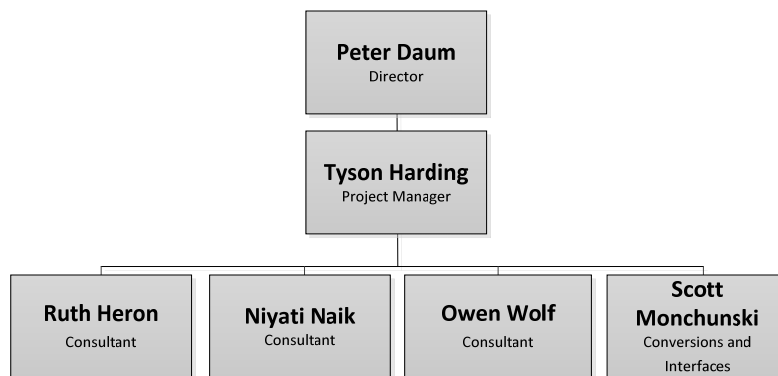 Peter Daum
Director
Tyson Harding
Project Manager
Ruth Heron
Consultant
Niyati Naik
Consultant
Owen Wolf
Consultant
Scott
Monchunski
Conversions and
Interfaces